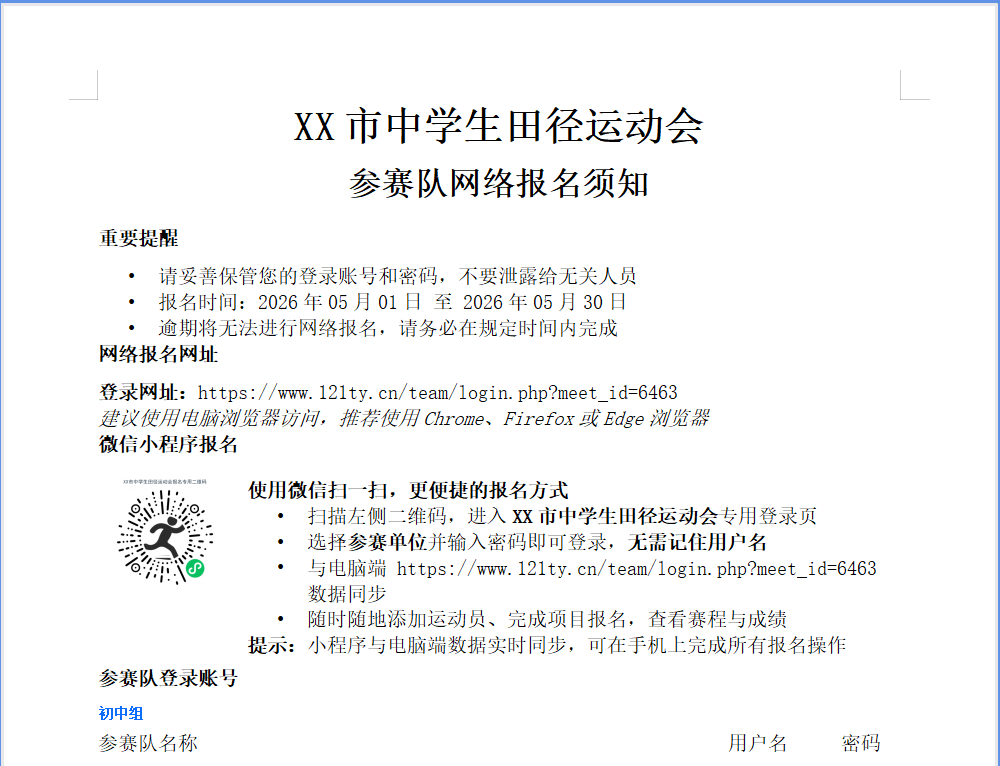 XX 市中学生田径运动会
参赛队网络报名须知
重要提醒
• 请妥善保管您的登录账号和密码，不要泄露给无关人员
• 报名时间：2026 年 05 月 01 日 至 2026 年 05 月 30 日
• 逾期将无法进行网络报名，请务必在规定时间内完成
网络报名网址
登录网址：https://www.121ty.cn/team/login.php?meet_id=6463
建议使用电脑浏览器访问，推荐使用 Chrome、Firefox 或 Edge 浏览器
微信小程序报名
XX市中学生田径运动会报名专用二维码
使用微信扫一扫，更便捷的报名方式
• 扫描左侧二维码，进入 XX 市中学生田径运动会专用登录页
• 选择参赛单位并输入密码即可登录，无需记住用户名
• 与电脑端 https://www.121ty.cn/team/login.php?meet_id=6463
数据同步
• 随时随地添加运动员、完成项目报名，查看赛程与成绩
提示：小程序与电脑端数据实时同步，可在手机上完成所有报名操作
参赛队登录账号
初中组
参赛队名称 用户名 密码